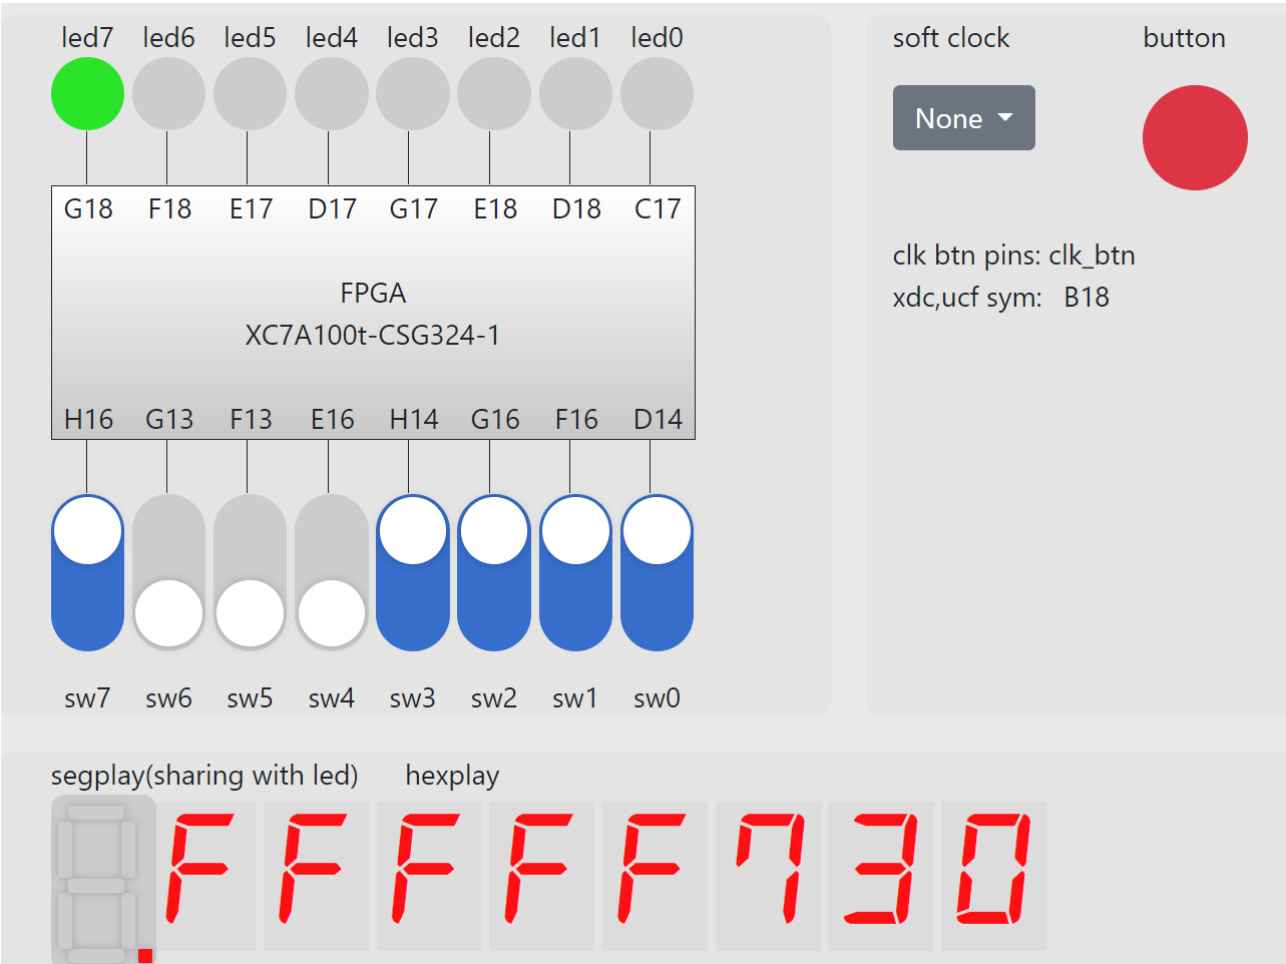 led7 led6 led5 led4 led3 led2 led1 led0
G18 F18 E17 D17 G17 E18 D18 C17
FPGA
XC7A100t-CSG324-1
H16 G13 F13 E16 H14 G16 F16 D14
sw7 sw6 sw5 sw4 sw3 sw2 sw1 sw0
soft clock button
None
clk btn pins: clk_btn
xdc,ucf sym: B18
segplay(sharing with led) hexplay
FFFFF730